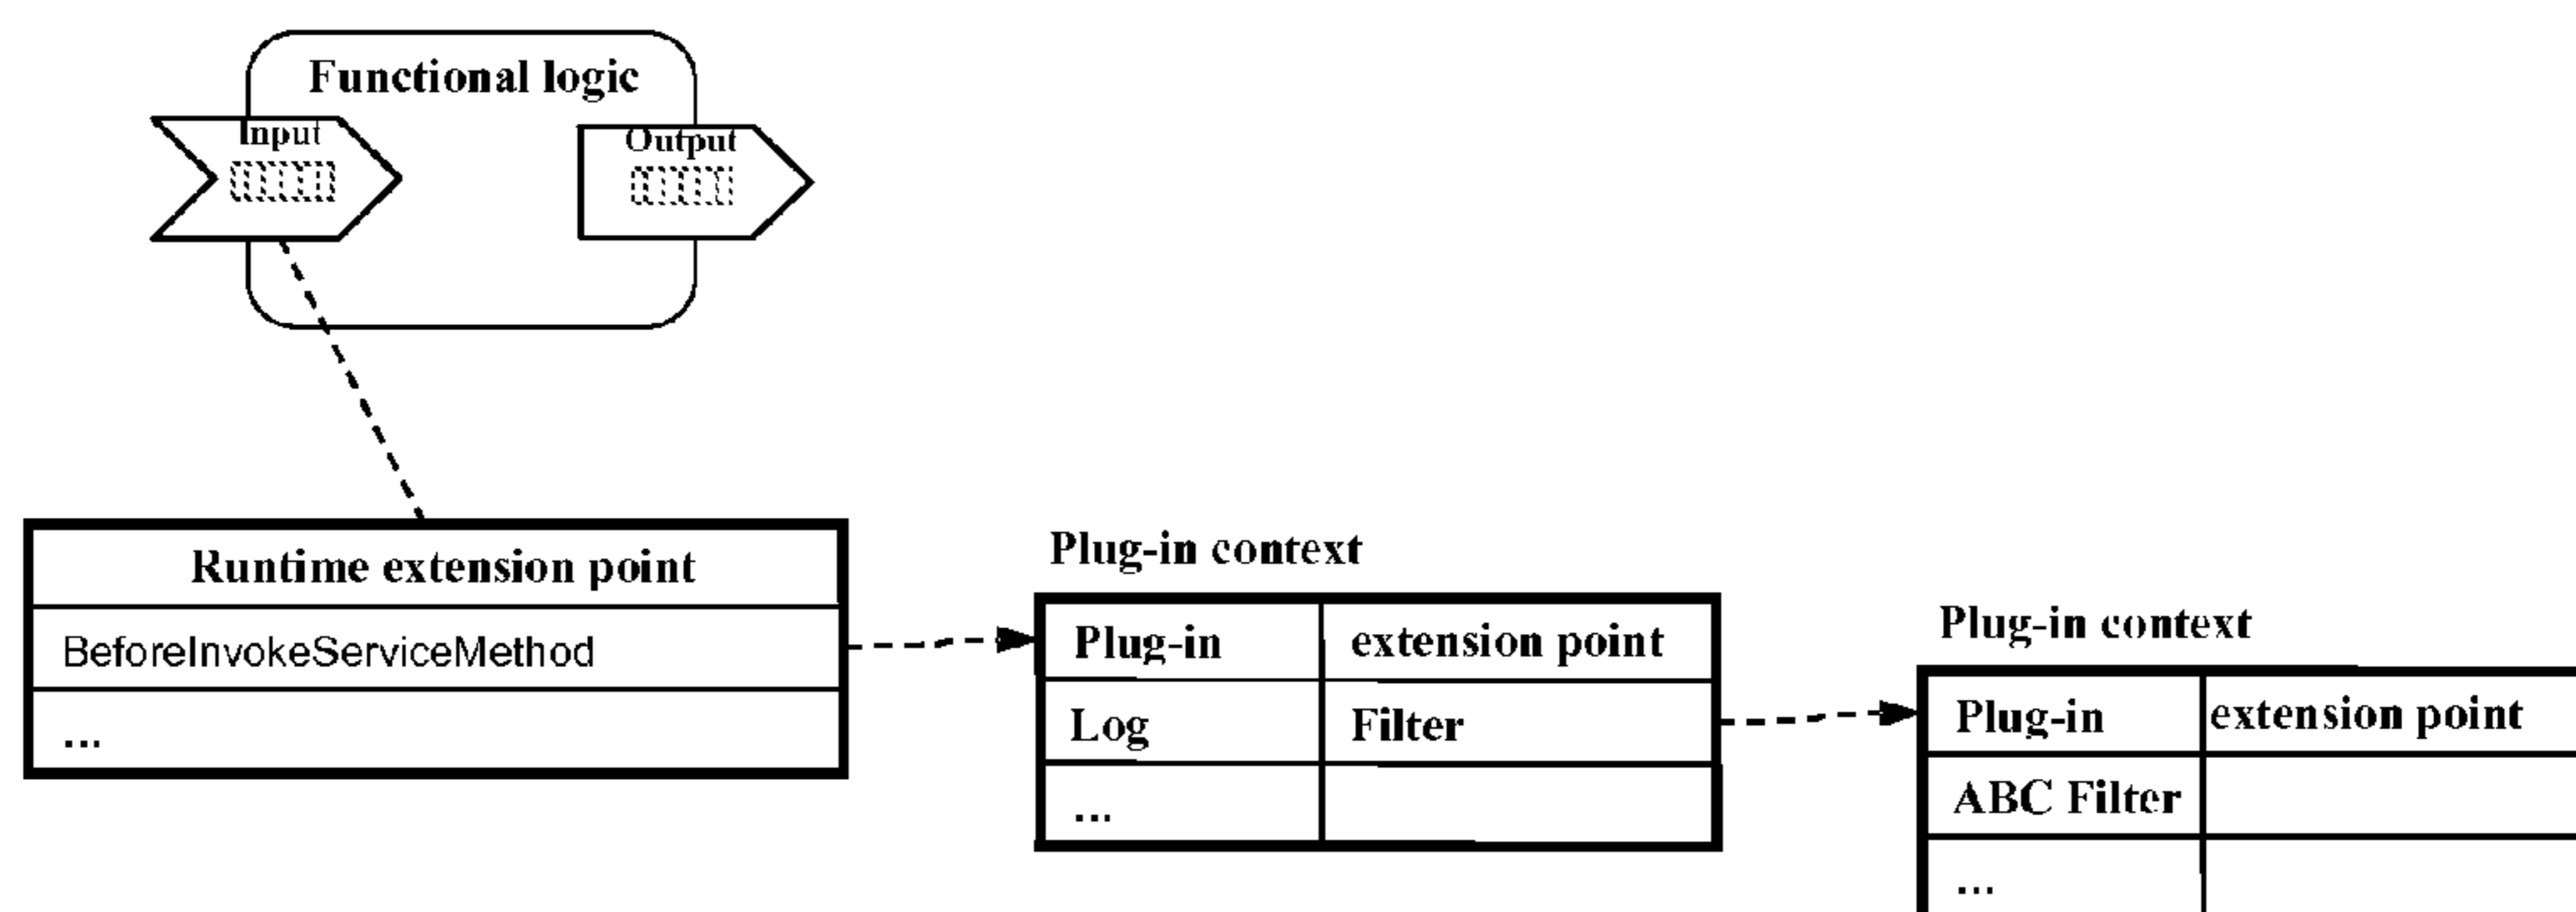 Functional logic
Input
Output
Runtime extension point
BeforeInvokeServiceMethod
...
Plug-in context
Plug-in extension point
Log Filter
...
Plug-in context
Plug-in extension point
ABC Filter
...